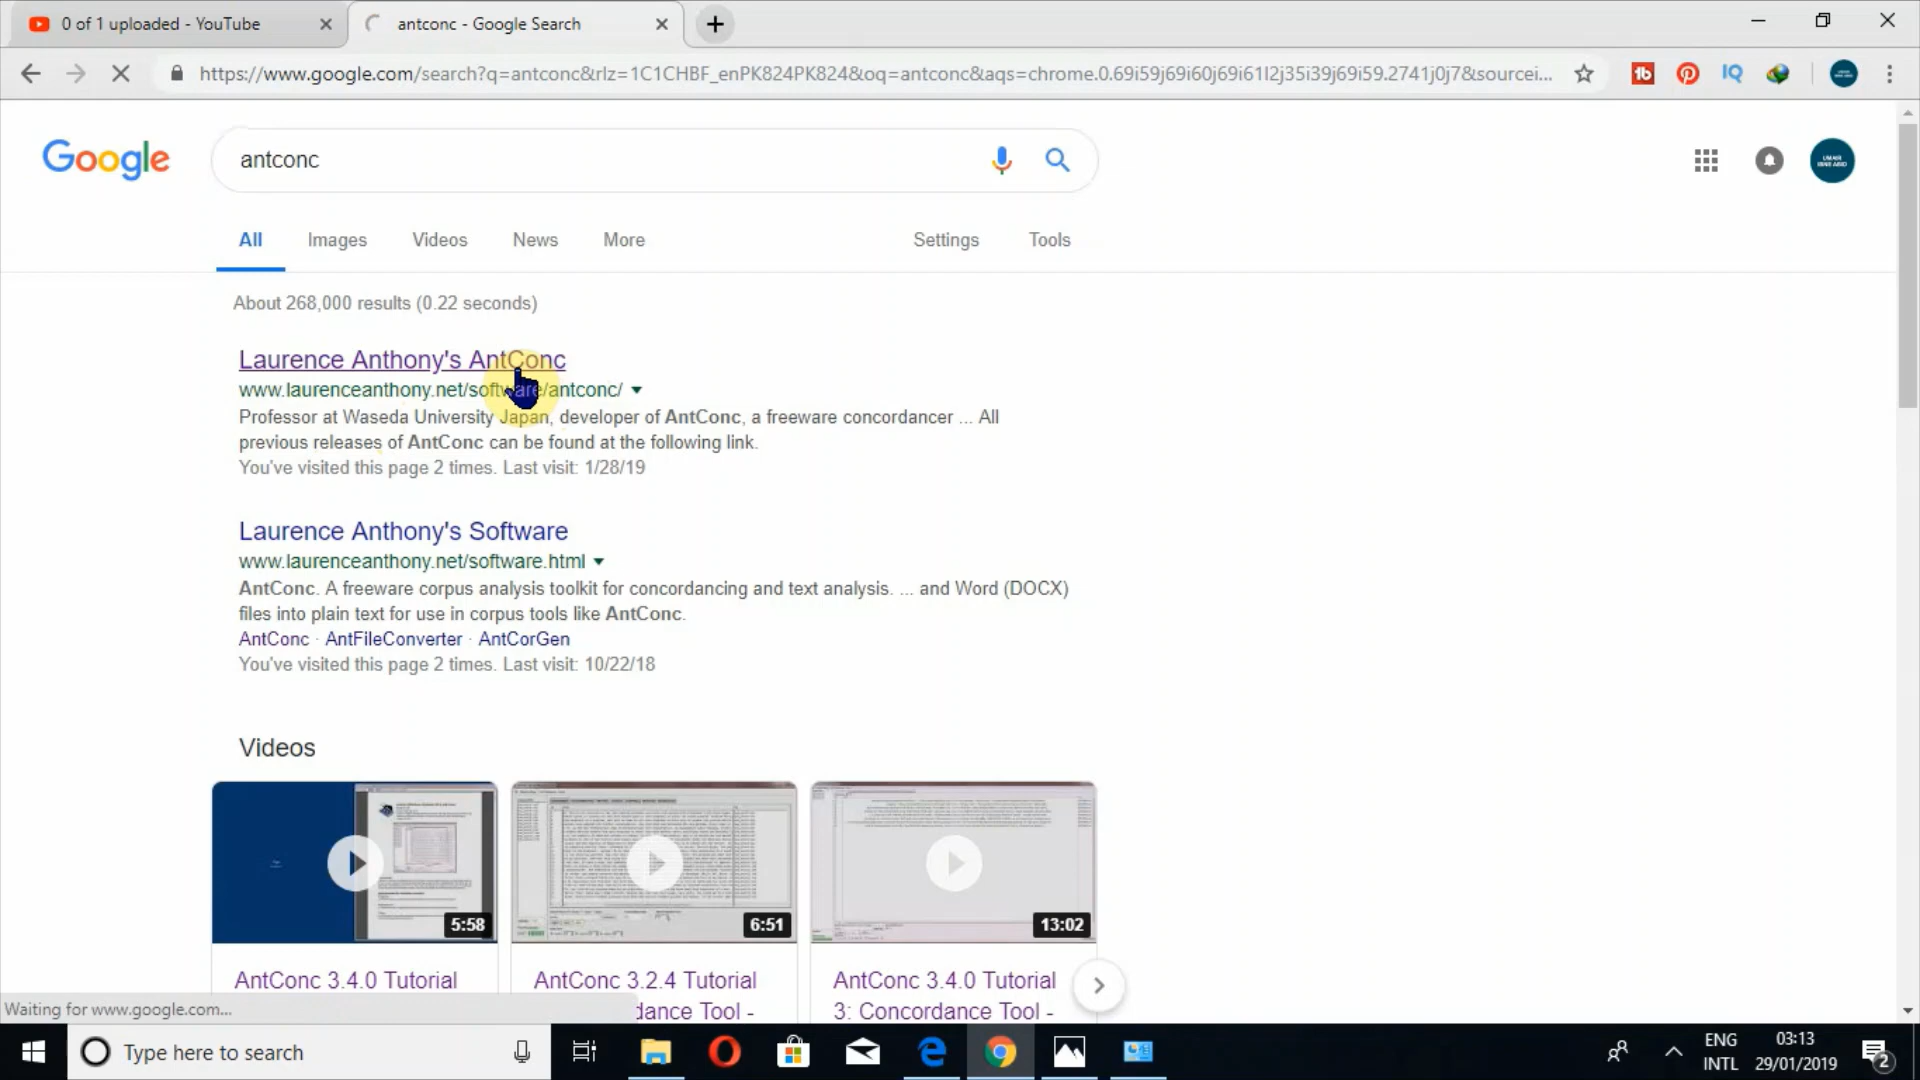 0 of 1 uploaded - YouTube
antconc - Google Search
https://www.google.com/search?q=antconc&rlz=1C1CHBF_enPK824PK824&oq=antconc&aqs=chrome.0.69i59j69i60j69i61l2j35i39j69i59.2741j0j7&sourcei...
Google
antconc
All
Images
Videos
News
More
Settings
Tools
About 268,000 results (0.22 seconds)
Laurence Anthony's AntConc
www.laurenceanthony.net/software/antconc/
Professor at Waseda University Japan, developer of AntConc, a freeware concordancer ... All
previous releases of AntConc can be found at the following link.
You've visited this page 2 times. Last visit: 1/28/19
Laurence Anthony's Software
www.laurenceanthony.net/software.html
AntConc. A freeware corpus analysis toolkit for concordancing and text analysis. ... and Word (DOCX)
files into plain text for use in corpus tools like AntConc.
AntConc · AntFileConverter · AntCorGen
You've visited this page 2 times. Last visit: 10/22/18
Videos
5:58
6:51
13:02
AntConc 3.4.0 Tutorial
AntConc 3.2.4 Tutorial
dance Tool -
AntConc 3.4.0 Tutorial
3: Concordance Tool -
Waiting for www.google.com...
Type here to search
ENG
INTL
03:13
29/01/2019
2